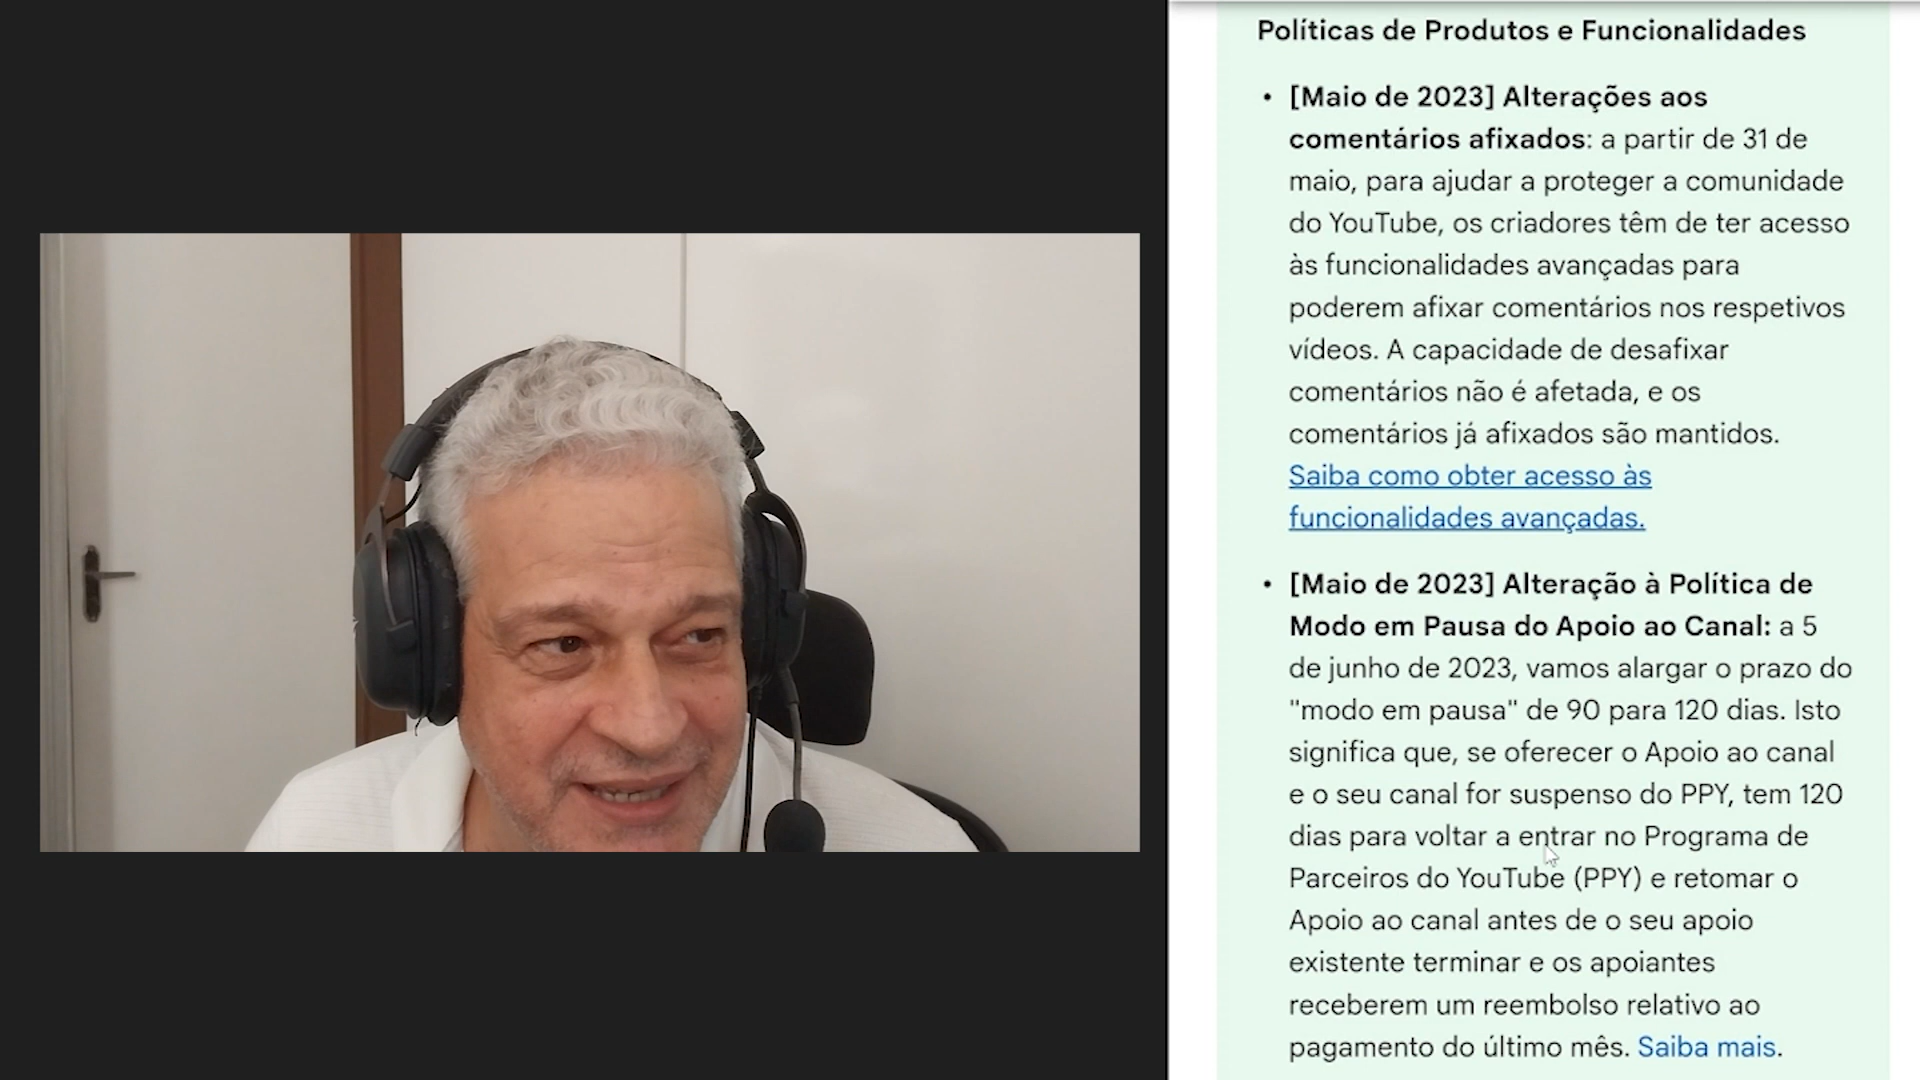 Políticas de Produtos e Funcionalidades
• [Maio de 2023] Alterações aos
comentários afixados: a partir de 31 de
maio, para ajudar a proteger a comunidade
do YouTube, os criadores têm de ter acesso
às funcionalidades avançadas para
poderem afixar comentários nos respetivos
vídeos. A capacidade de desafixar
comentários não é afetada, e os
comentários já afixados são mantidos.
Saiba como obter acesso às
funcionalidades avançadas.
• [Maio de 2023] Alteração à Política de
Modo em Pausa do Apoio ao Canal: a 5
de junho de 2023, vamos alargar o prazo do
"modo em pausa" de 90 para 120 dias. Isto
significa que, se oferecer o Apoio ao canal
e o seu canal for suspenso do PPY, tem 120
dias para voltar a entrar no Programa de
Parceiros do YouTube (PPY) e retomar o
Apoio ao canal antes de o seu apoio
existente terminar e os apoiantes
receberem um reembolso relativo ao
pagamento do último mês. Saiba mais.